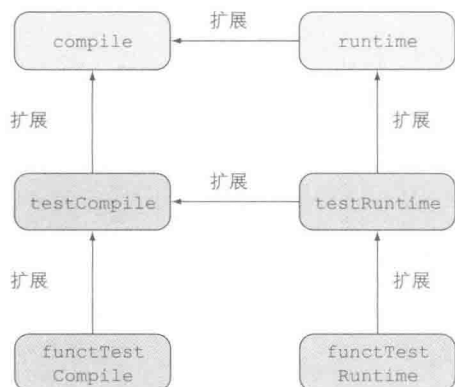 扩展
compile
runtime
扩展
扩展
扩展
testCompile
testRuntime
扩展
扩展
functTest
Compile
functTest
Runtime